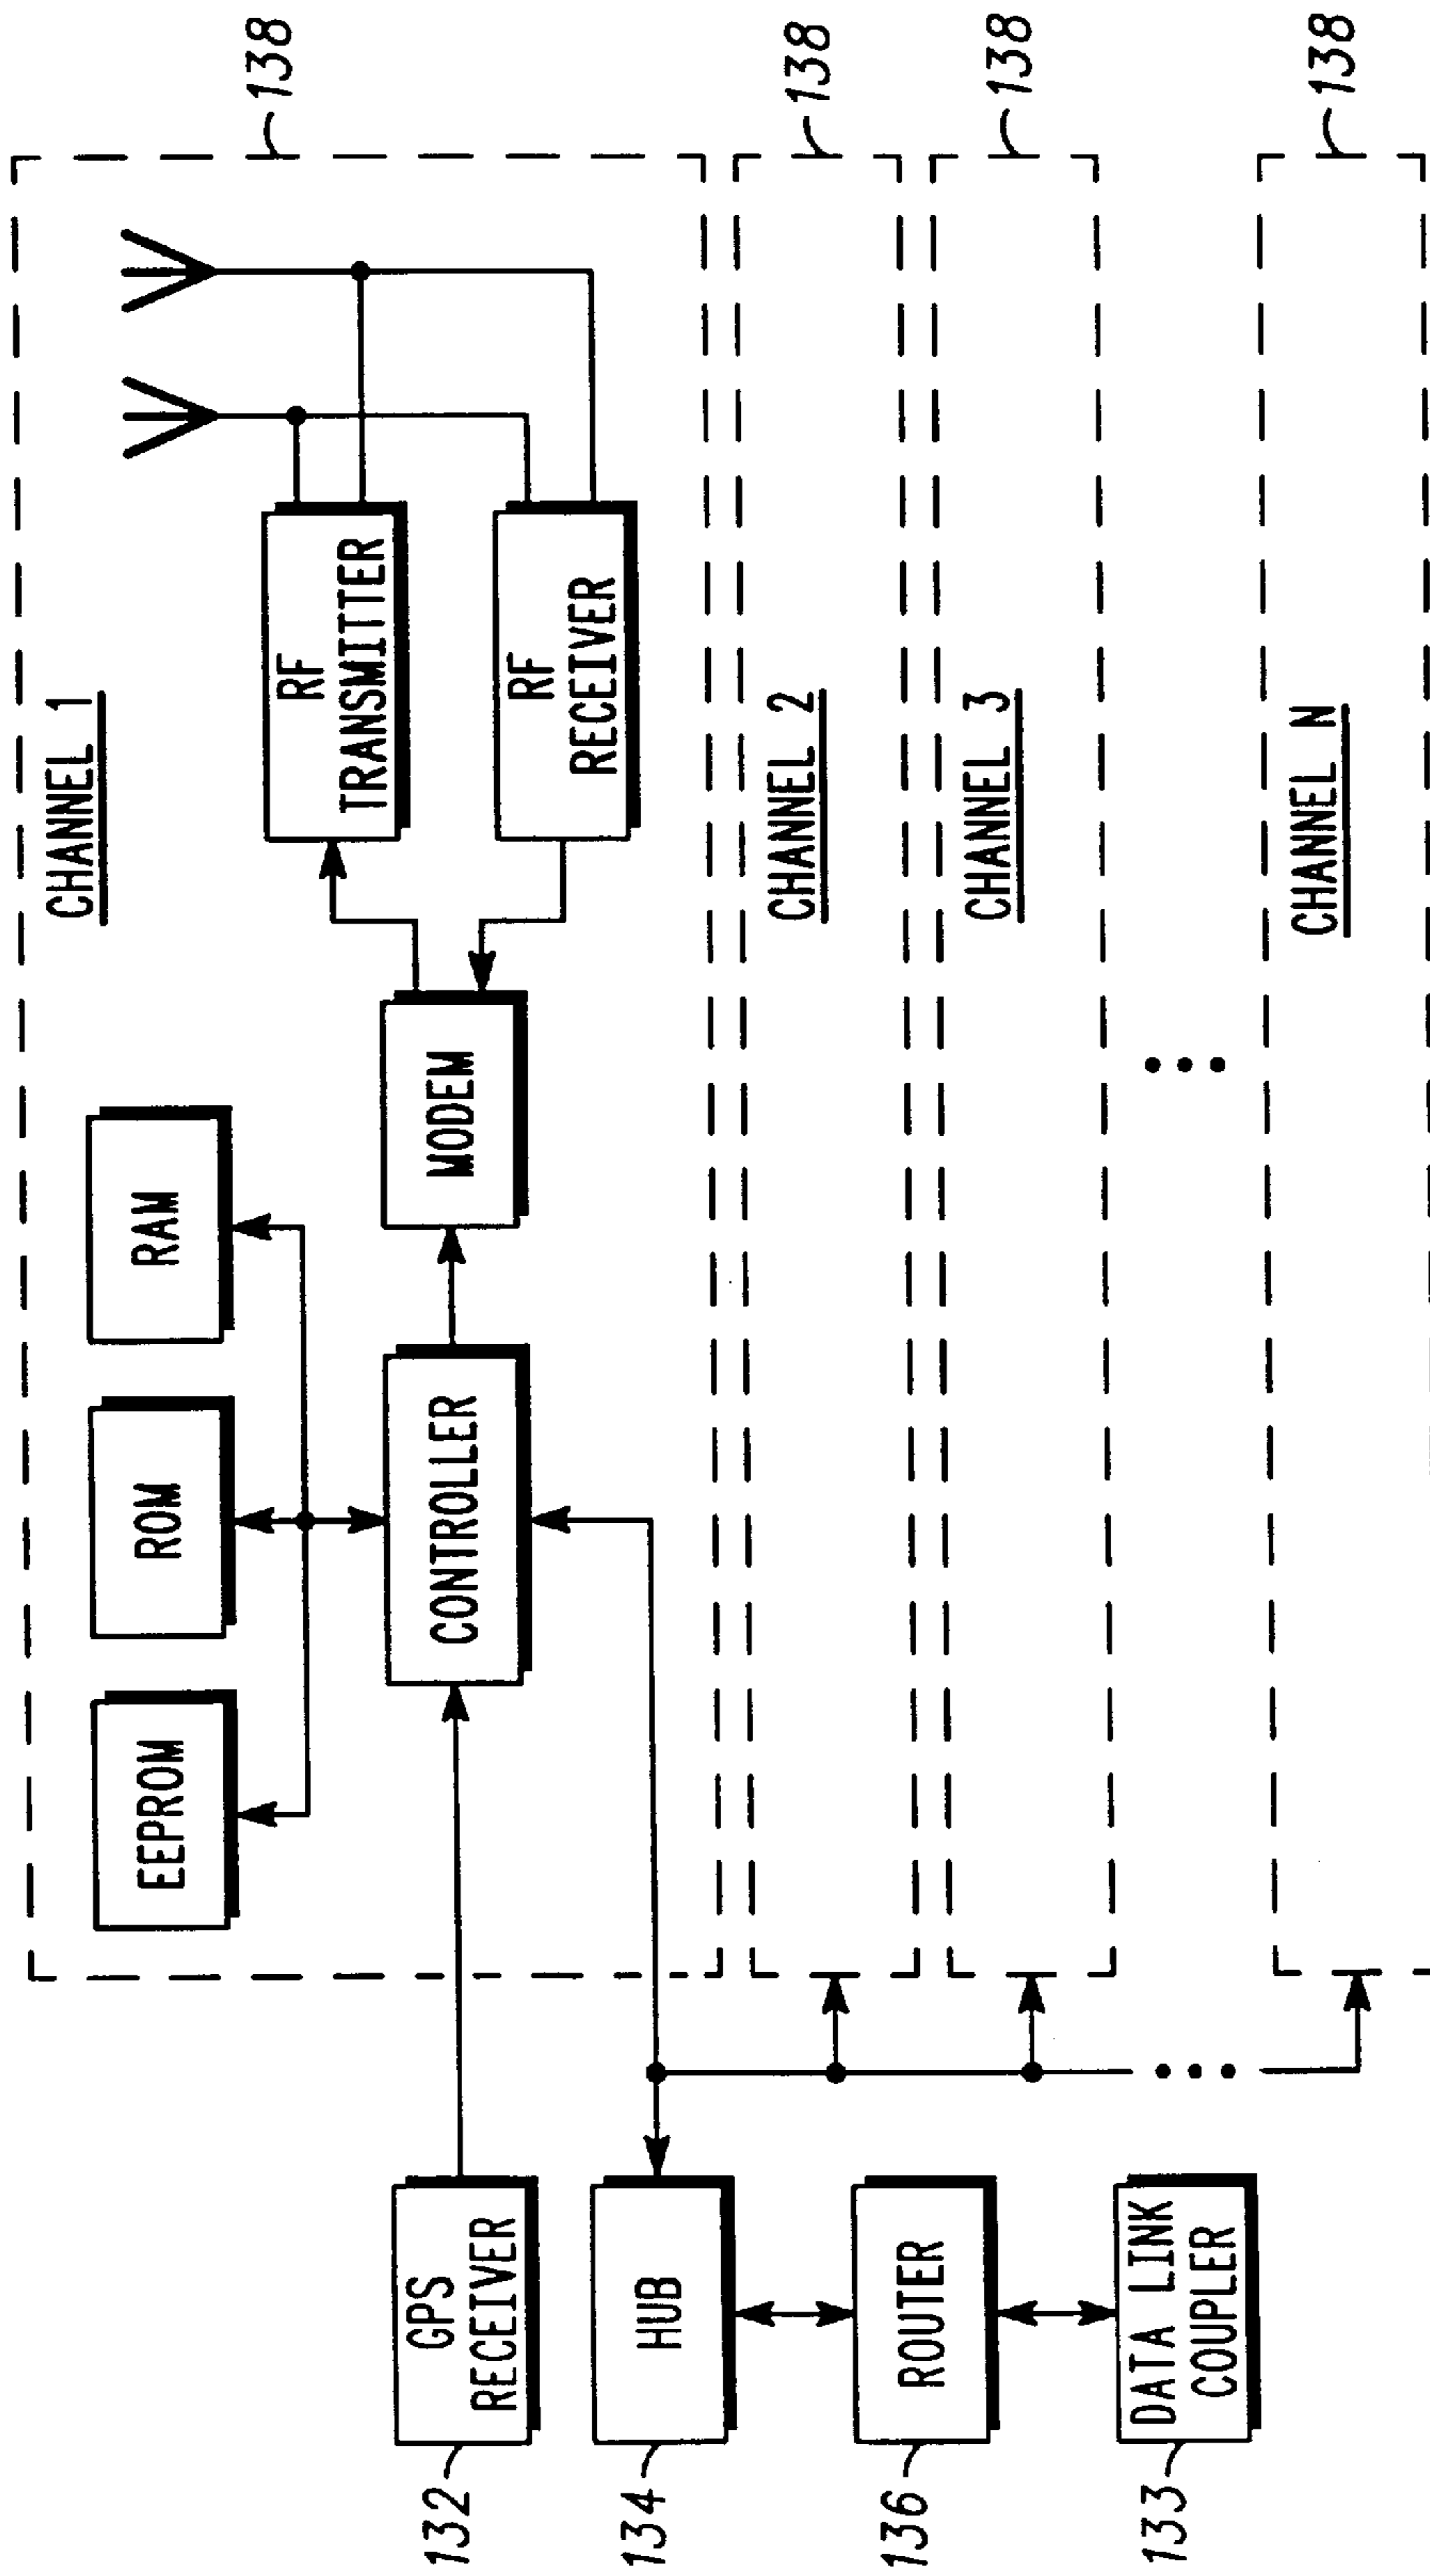 CHANNEL 1
138
EEPROM
ROM
RAM
RF
TRANSMITTER
MODEM
CONTROLLER
RF
RECEIVER
132
GPS
RECEIVER
134
HUB
CHANNEL 2
138
136
ROUTER
CHANNEL 3
138
133
DATA LINK
COUPLER
CHANNEL N
138